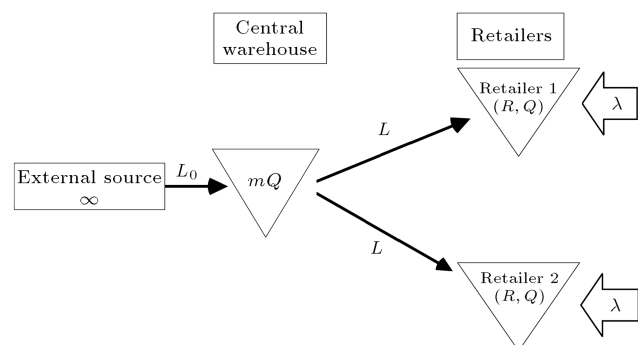 Central
warehouse
Retailers
Retailer 1
(R, Q)
λ
L
External source
∞
L₀
mQ
L
Retailer 2
(R, Q)
λ